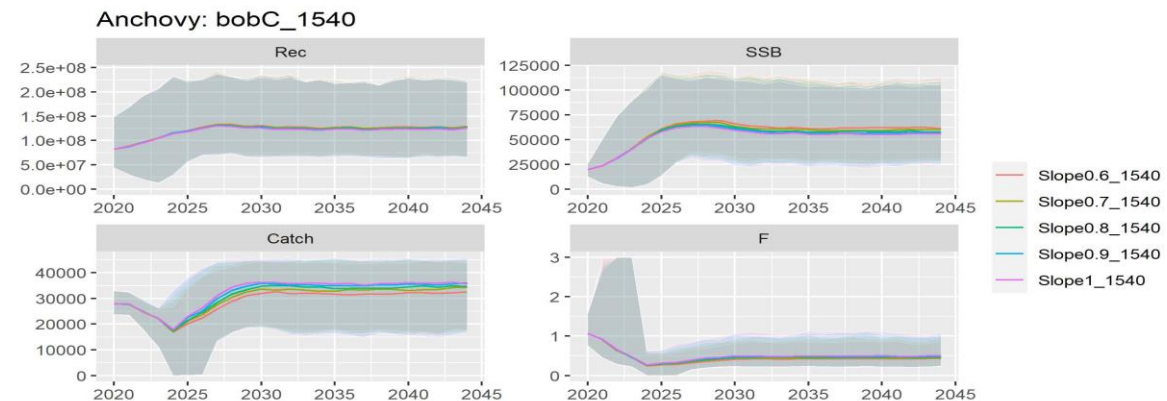 Anchovy: bobC_1540
Rec
SSB
2.5e+08
2.0e+08
1.5e+08
1.0e+08
5.0e+07
0.0e+00
125000
100000
75000
50000
25000
0
2020 2025 2030 2035 2040 2045
2020 2025 2030 2035 2040 2045
Catch
F
40000
30000
20000
10000
0
3
2
1
0
2020 2025 2030 2035 2040 2045
2020 2025 2030 2035 2040 2045
Slope0.6_1540
Slope0.7_1540
Slope0.8_1540
Slope0.9_1540
Slope1_1540